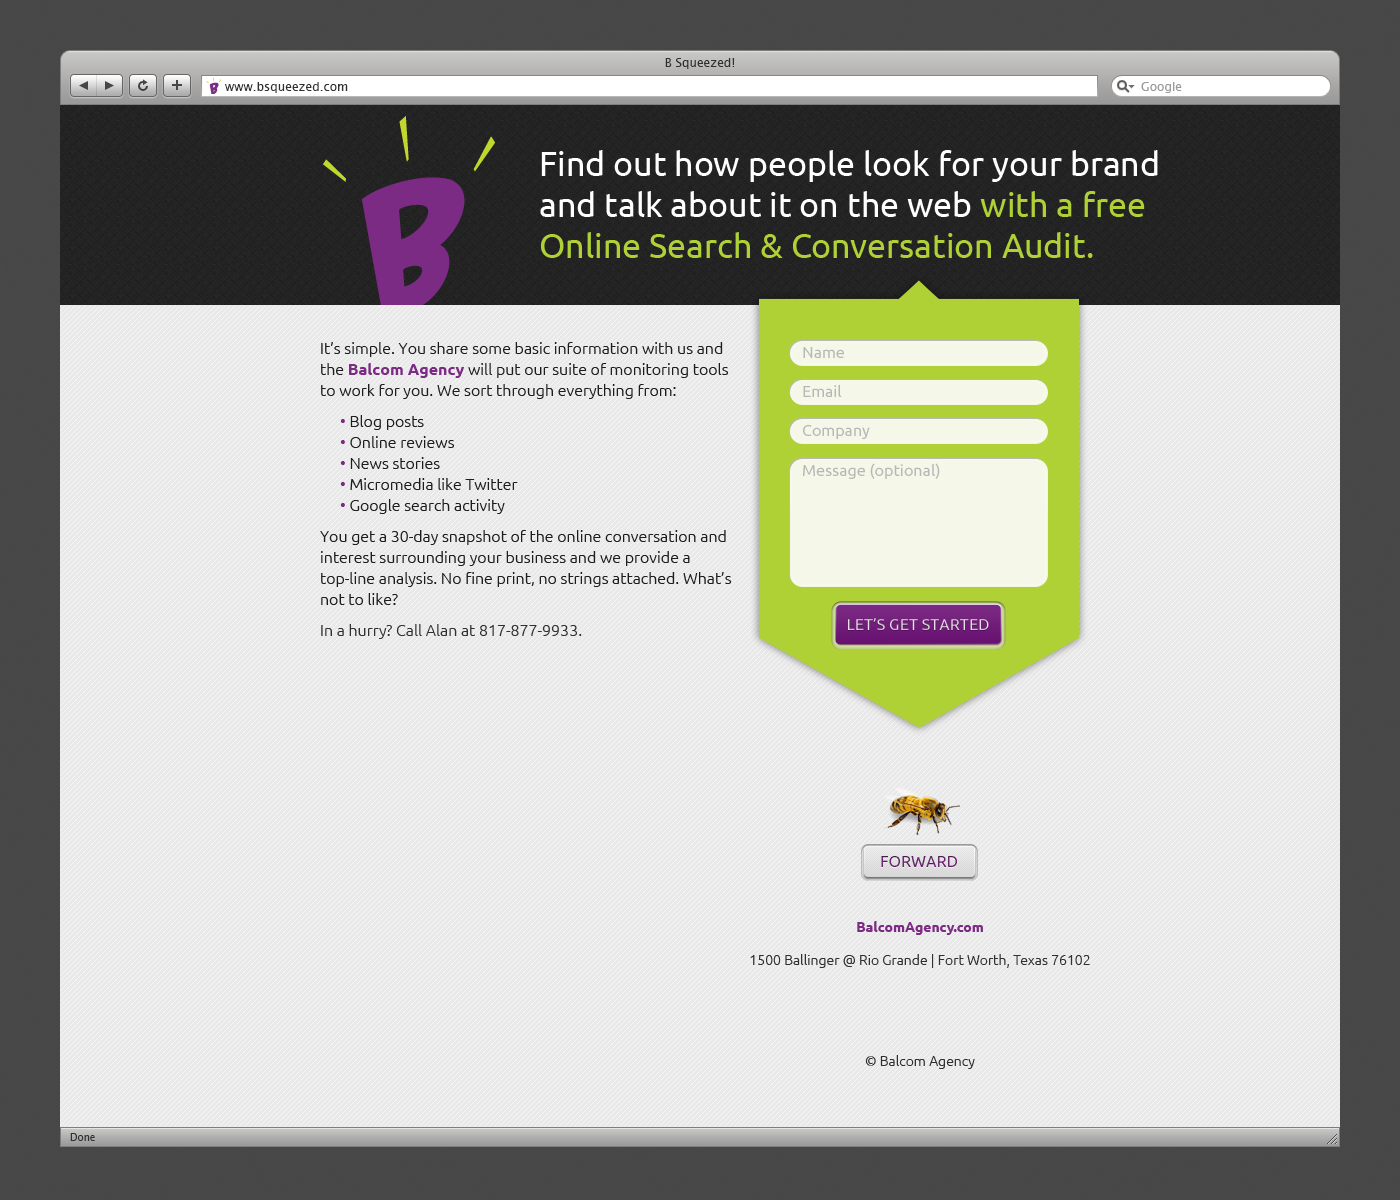 B Squeezed!
www.bsqueezed.com
Google
B
Find out how people look for your brand
and talk about it on the web with a free
Online Search & Conversation Audit.
It’s simple. You share some basic information with us and
the Balcom Agency will put our suite of monitoring tools
to work for you. We sort through everything from:
• Blog posts
• Online reviews
• News stories
• Micromedia like Twitter
• Google search activity
You get a 30-day snapshot of the online conversation and
interest surrounding your business and we provide a
top-line analysis. No fine print, no strings attached. What’s
not to like?
In a hurry? Call Alan at 817-877-9933.
Name
Email
Company
Message (optional)
LET’S GET STARTED
FORWARD
BalcomAgency.com
1500 Ballinger @ Rio Grande | Fort Worth, Texas 76102
© Balcom Agency
Done